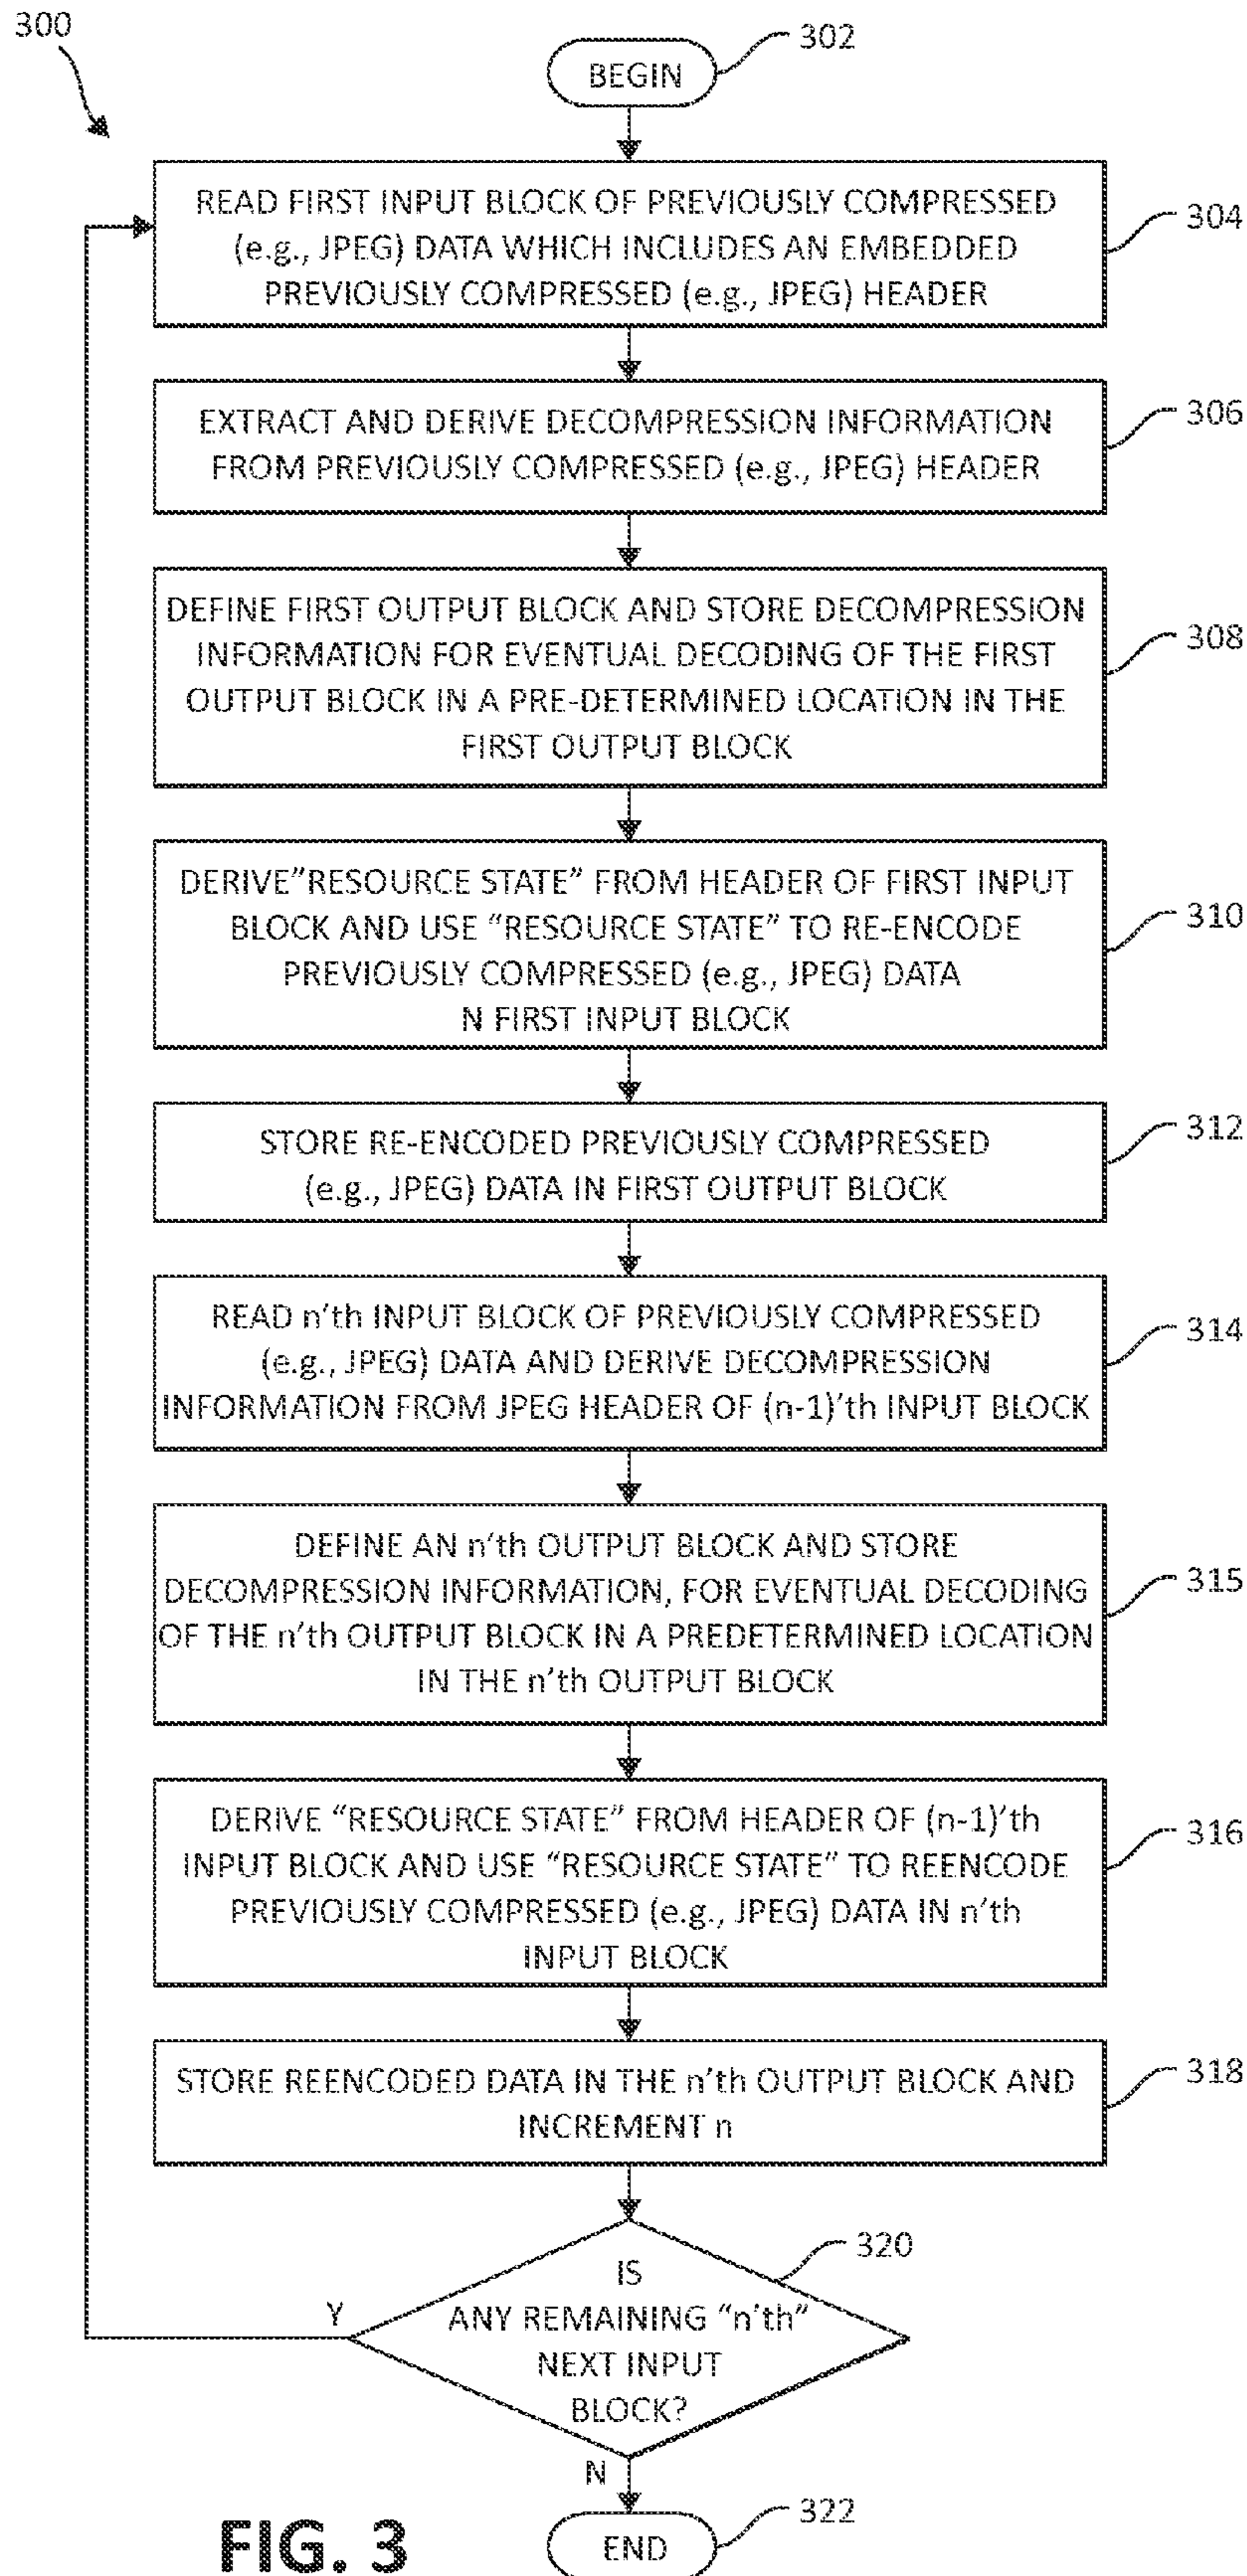 300
BEGIN
302
READ FIRST INPUT BLOCK OF PREVIOUSLY COMPRESSED
(e.g., JPEG) DATA WHICH INCLUDES AN EMBEDDED
PREVIOUSLY COMPRESSED (e.g., JPEG) HEADER
304
EXTRACT AND DERIVE DECOMPRESSION INFORMATION
FROM PREVIOUSLY COMPRESSED (e.g., JPEG) HEADER
306
DEFINE FIRST OUTPUT BLOCK AND STORE DECOMPRESSION
INFORMATION FOR EVENTUAL DECODING OF THE FIRST
OUTPUT BLOCK IN A PRE-DETERMINED LOCATION IN THE
FIRST OUTPUT BLOCK
308
DERIVE”RESOURCE STATE” FROM HEADER OF FIRST INPUT
BLOCK AND USE “RESOURCE STATE” TO RE-ENCODE
PREVIOUSLY COMPRESSED (e.g., JPEG) DATA
N FIRST INPUT BLOCK
310
STORE RE-ENCODED PREVIOUSLY COMPRESSED
(e.g., JPEG) DATA IN FIRST OUTPUT BLOCK
312
READ n’th INPUT BLOCK OF PREVIOUSLY COMPRESSED
(e.g., JPEG) DATA AND DERIVE DECOMPRESSION
INFORMATION FROM JPEG HEADER OF (n-1)’th INPUT BLOCK
314
DEFINE AN n’th OUTPUT BLOCK AND STORE
DECOMPRESSION INFORMATION, FOR EVENTUAL DECODING
OF THE n’th OUTPUT BLOCK IN A PREDETERMINED LOCATION
IN THE n’th OUTPUT BLOCK
315
DERIVE “RESOURCE STATE” FROM HEADER OF (n-1)’th
INPUT BLOCK AND USE “RESOURCE STATE” TO REENCODE
PREVIOUSLY COMPRESSED (e.g., JPEG) DATA IN n’th
INPUT BLOCK
316
STORE REENCODED DATA IN THE n’th OUTPUT BLOCK AND
INCREMENT n
318
IS
ANY REMAINING “n’th”
NEXT INPUT
BLOCK?
320
Y
N
END
322
FIG. 3